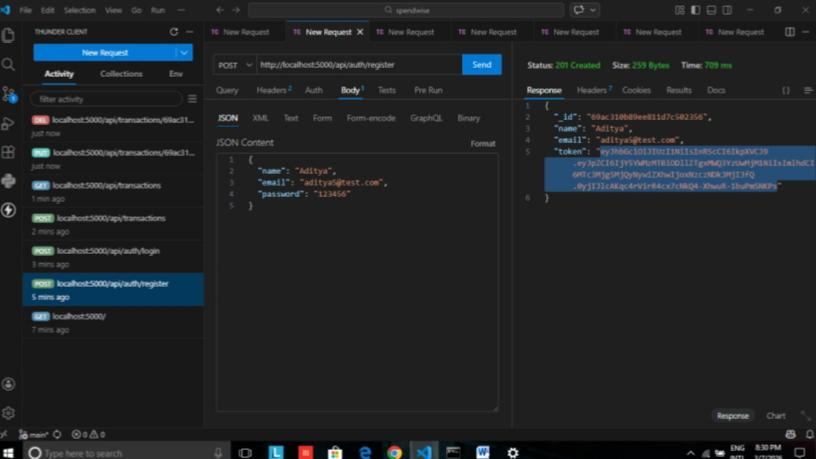 File Edit Selection View Go Run ··· spendwise
THUNDER CLIENT
New Request
Activity Collections Env
filter activity
DEL localhost:5000/api/transactions/69ac31...
just now
PUT localhost:5000/api/transactions/69ac31...
just now
GET localhost:5000/api/transactions
1 min ago
POST localhost:5000/api/transactions
2 mins ago
POST localhost:5000/api/auth/login
3 mins ago
POST localhost:5000/api/auth/register
5 mins ago
GET localhost:5000/
7 mins ago
TC New Request TC New Request TC New Request TC New Request TC New Request TC New Request TC New Request
POST http://localhost:5000/api/auth/register Send
Query Headers 2 Auth Body 1 Tests Pre Run
JSON XML Text Form Form-encode GraphQL Binary
JSON Content Format
1 {
2 "name": "Aditya",
3 "email": "aditya5@test.com",
4 "password": "123456"
5 }
Status: 201 Created Size: 259 Bytes Time: 709 ms
Response Headers 7 Cookies Results Docs { }
1 {
2 "_id": "69ac310b89ee811d7c502356",
3 "name": "Aditya",
4 "email": "aditya5@test.com",
5 "token":
6 }
Response Chart
main* 0 0
Type here to search
ENG
INTL
8:30 PM
3/7/2026